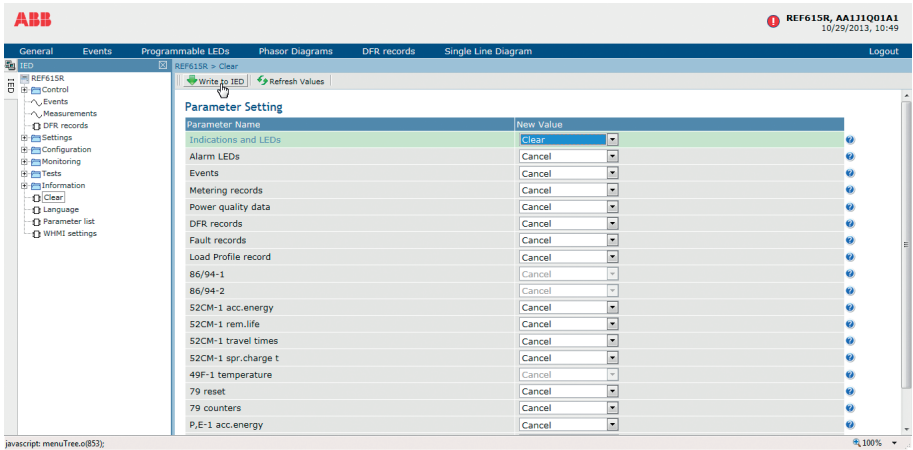 ABB
REF615R, AA1J1Q01A1
10/29/2013, 10:49
General Events Programmable LEDs Phasor Diagrams DFR records Single Line Diagram Logout
IED
REF615R > Clear
IED
REF615R
Control
Events
Measurements
DFR records
Settings
Configuration
Monitoring
Tests
Information
Clear
Language
Parameter list
WHMI settings
Write to IED Refresh Values
Parameter Setting
Parameter Name New Value
Indications and LEDs Clear
Alarm LEDs Cancel
Events Cancel
Metering records Cancel
Power quality data Cancel
DFR records Cancel
Fault records Cancel
Load Profile record Cancel
86/94-1 Cancel
86/94-2 Cancel
52CM-1 acc.energy Cancel
52CM-1 rem.life Cancel
52CM-1 travel times Cancel
52CM-1 spr.charge t Cancel
49F-1 temperature Cancel
79 reset Cancel
79 counters Cancel
P,E-1 acc.energy Cancel
javascript: menuTree.o(853); 100%